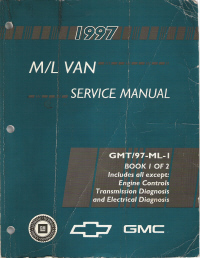 1997
M/L VAN
SERVICE MANUAL
GMT/97-ML-1
BOOK 1 OF 2
Includes all except:
Engine Controls
Transmission Diagnosis
and Electrical Diagnosis
GMC